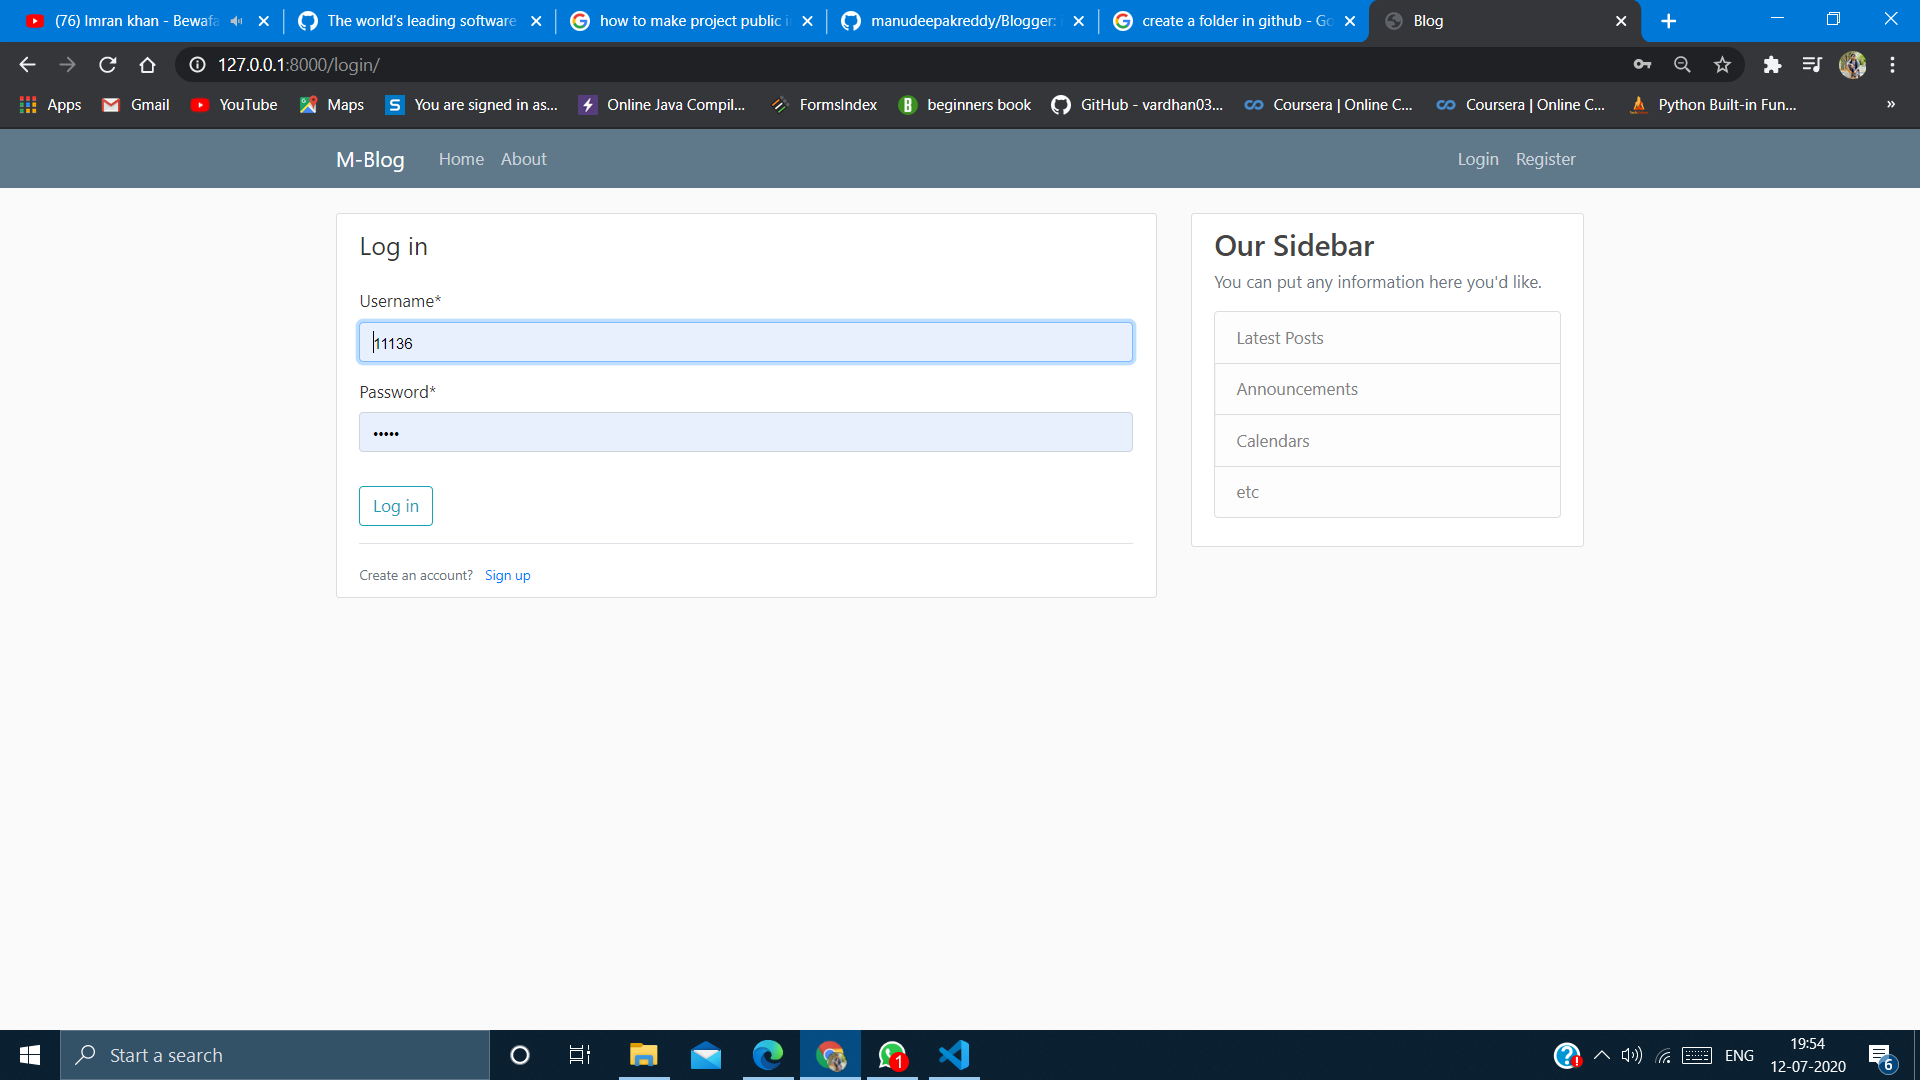 (76) Imran khan - Bewafa
The world's leading software
how to make project public i
manudeepakreddy/Blogger:
create a folder in github - Go
Blog
127.0.0.1:8000/login/
Apps
Gmail
YouTube
Maps
You are signed in as...
Online Java Compil...
FormsIndex
beginners book
GitHub - vardhan03...
Coursera | Online C...
Coursera | Online C...
Python Built-in Fun...
»
M-Blog
Home
About
Login
Register
Log in
Username*
11136
Password*
•••••
Log in
Create an account? Sign up
Our Sidebar
You can put any information here you'd like.
Latest Posts
Announcements
Calendars
etc
Start a search
1
ENG
19:54
12-07-2020
6